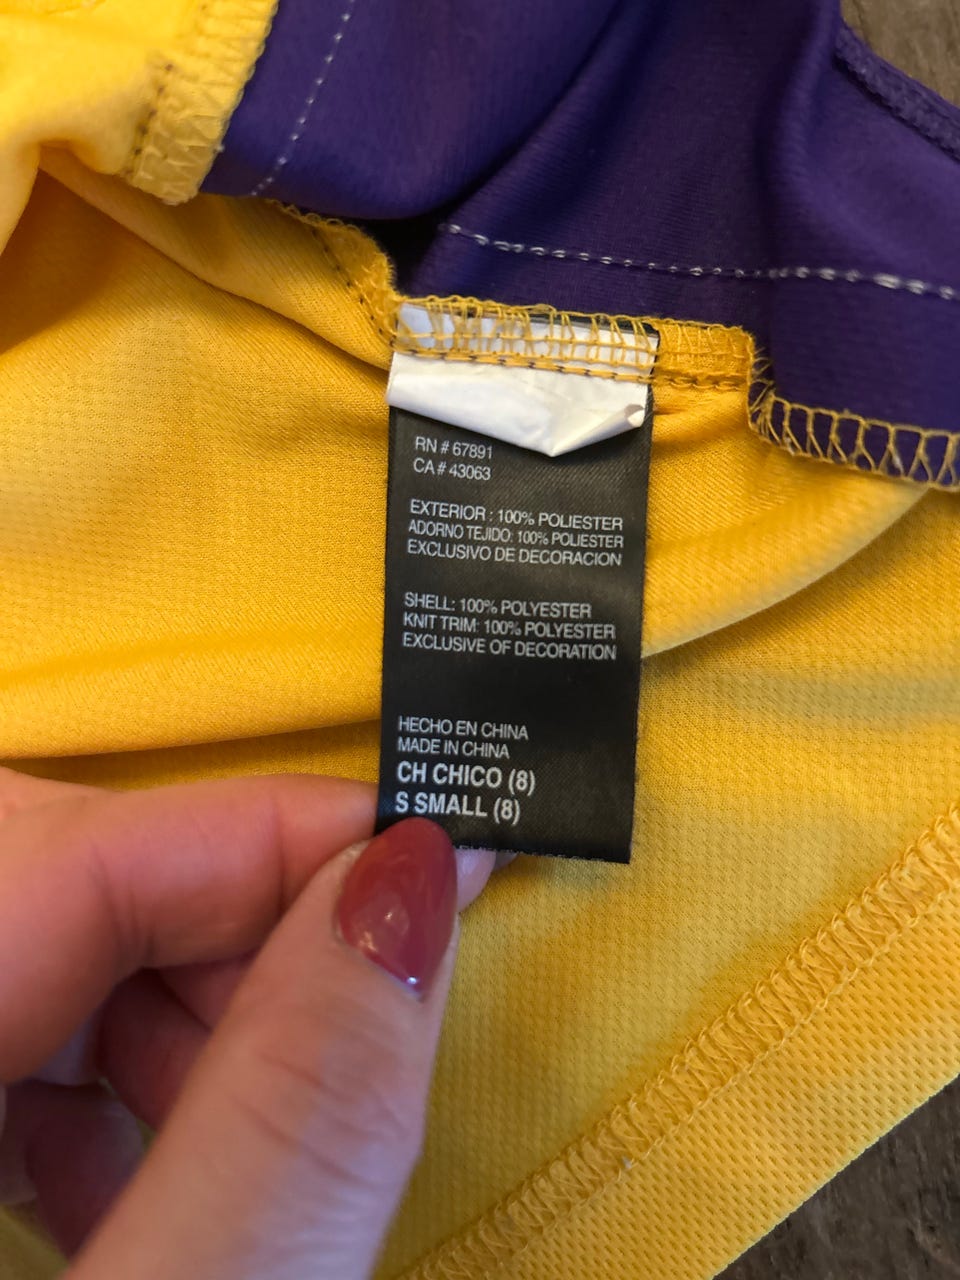 RN # 67891
CA # 43063
EXTERIOR : 100% POLIESTER
ADORNO TEJIDO: 100% POLIESTER
EXCLUSIVO DE DECORACION
SHELL: 100% POLYESTER
KNIT TRIM: 100% POLYESTER
EXCLUSIVE OF DECORATION
HECHO EN CHINA
MADE IN CHINA
CH CHICO (8)
S SMALL (8)